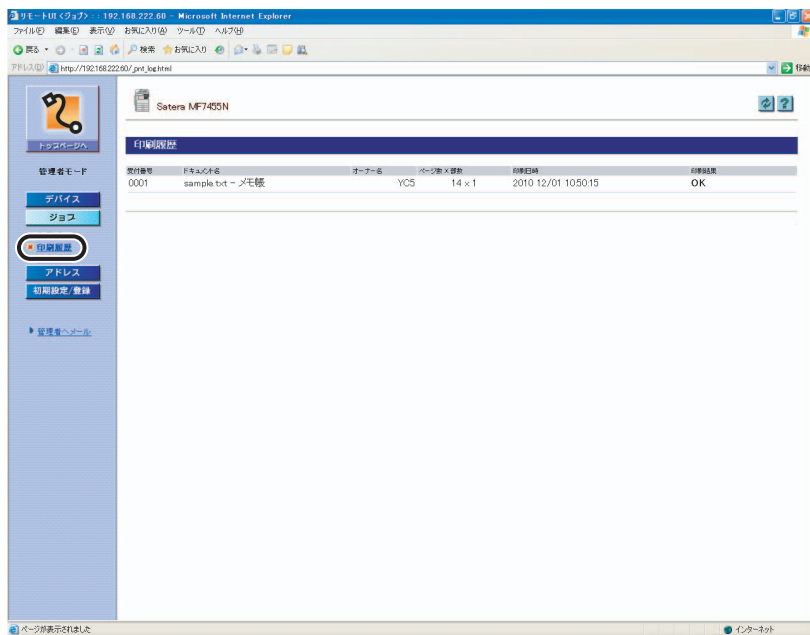 リモートUI <ジョブ> : : 192.168.222.60 - Microsoft Internet Explorer
ファイル(F) 編集(E) 表示(V) お気に入り(A) ツール(T) ヘルプ(H)
戻る 検索 お気に入り
アドレス(D) http://192.168.222.60/_prnt_log.html 移動
Satera MF7455N
トップページへ
印刷履歴
管理者モード
受付番号 ドキュメント名 オーナー名 ページ数 × 部数 印刷日時 印刷結果
0001 sample.txt - メモ帳 YC5 14 × 1 2010 12/01 10:50:15 OK
デバイス
ジョブ
印刷履歴
アドレス
初期設定/登録
管理者へメール
ページが表示されました インターネット